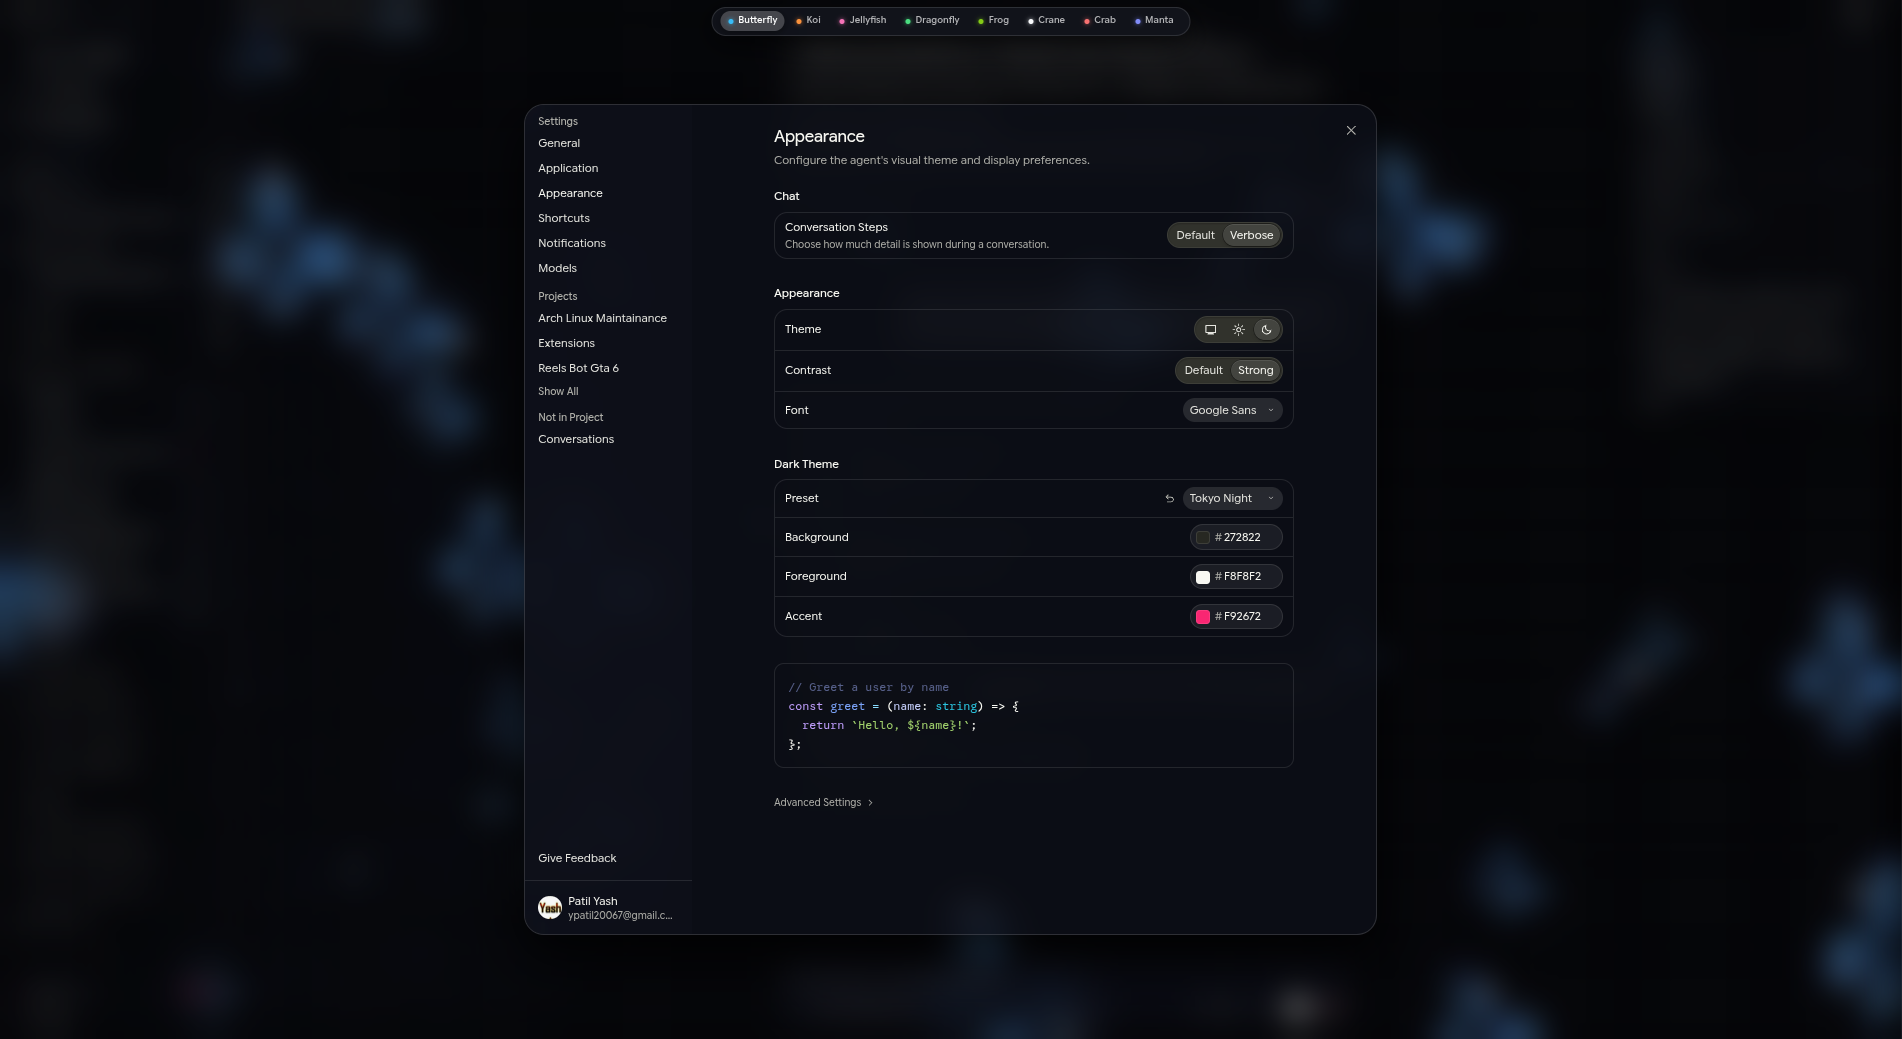 Butterfly
Koi
Jellyfish
Dragonfly
Frog
Crane
Crab
Manta
Settings
General
Application
Appearance
Shortcuts
Notifications
Models
Projects
Arch Linux Maintainance
Extensions
Reels Bot Gta 6
Show All
Not in Project
Conversations
Give Feedback
Yash
Patil Yash
ypatil20067@gmail.c...
Appearance
Configure the agent's visual theme and display preferences.
Chat
Conversation Steps
Choose how much detail is shown during a conversation.
Default
Verbose
Appearance
Theme
Contrast
Default
Strong
Font
Google Sans
Dark Theme
Preset
Tokyo Night
Background
# 272822
Foreground
# F8F8F2
Accent
# F92672
// Greet a user by name
const greet = (name: string) => {
  return `Hello, ${name}!`;
};
Advanced Settings